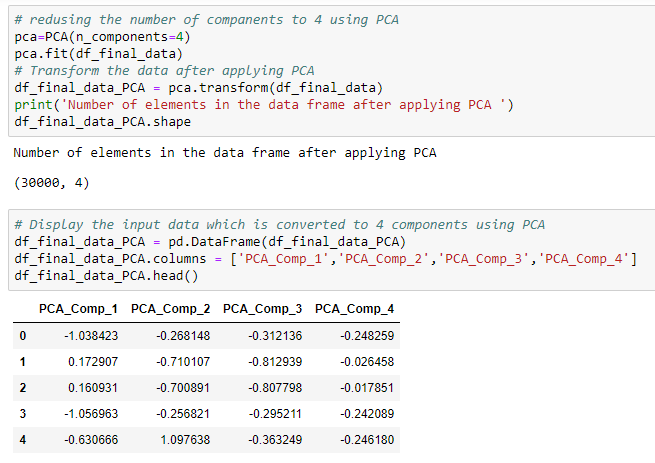 # redusing the number of companents to 4 using PCA
pca=PCA(n_components=4)
pca.fit(df_final_data)
# Transform the data after applying PCA
df_final_data_PCA = pca.transform(df_final_data)
print('Number of elements in the data frame after applying PCA ')
df_final_data_PCA.shape
Number of elements in the data frame after applying PCA
(30000, 4)
# Display the input data which is converted to 4 components using PCA
df_final_data_PCA = pd.DataFrame(df_final_data_PCA)
df_final_data_PCA.columns = ['PCA_Comp_1','PCA_Comp_2','PCA_Comp_3','PCA_Comp_4']
df_final_data_PCA.head()
PCA_Comp_1 PCA_Comp_2 PCA_Comp_3 PCA_Comp_4
0 -1.038423 -0.268148 -0.312136 -0.248259
1 0.172907 -0.710107 -0.812939 -0.026458
2 0.160931 -0.700891 -0.807798 -0.017851
3 -1.056963 -0.256821 -0.295211 -0.242089
4 -0.630666 1.097638 -0.363249 -0.246180